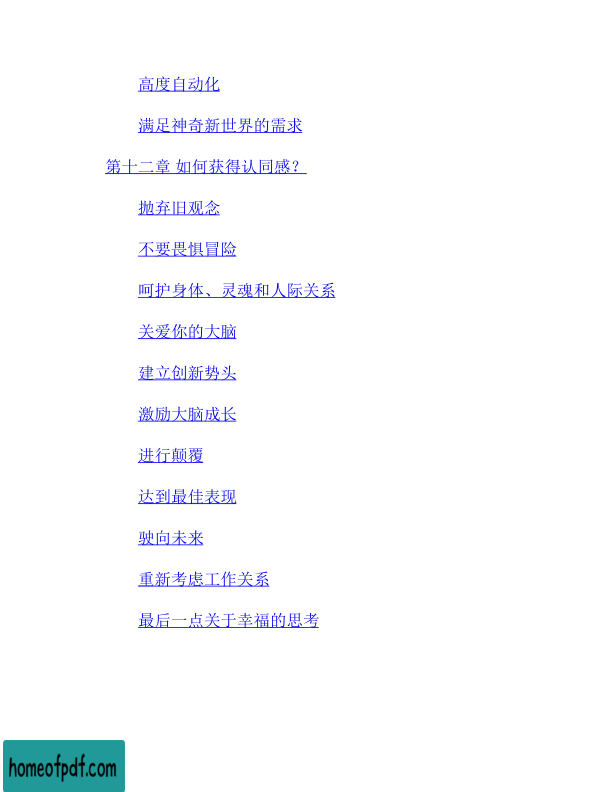 高度自动化
满足神奇新世界的需求
第十二章 如何获得认同感？
抛弃旧观念
不要畏惧冒险
呵护身体、灵魂和人际关系
关爱你的大脑
建立创新势头
激励大脑成长
进行颠覆
达到最佳表现
驶向未来
重新考虑工作关系
最后一点关于幸福的思考
homeofpdf.com